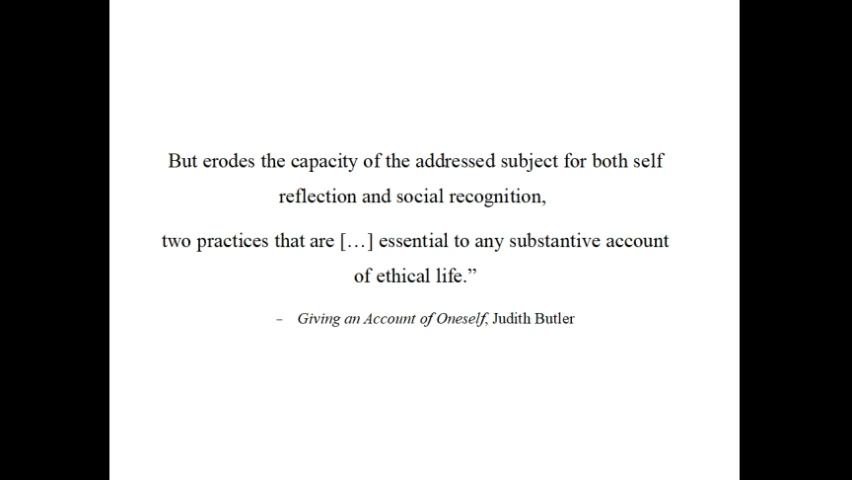 But erodes the capacity of the addressed subject for both self
reflection and social recognition,
two practices that are […] essential to any substantive account
of ethical life.”
– Giving an Account of Oneself, Judith Butler